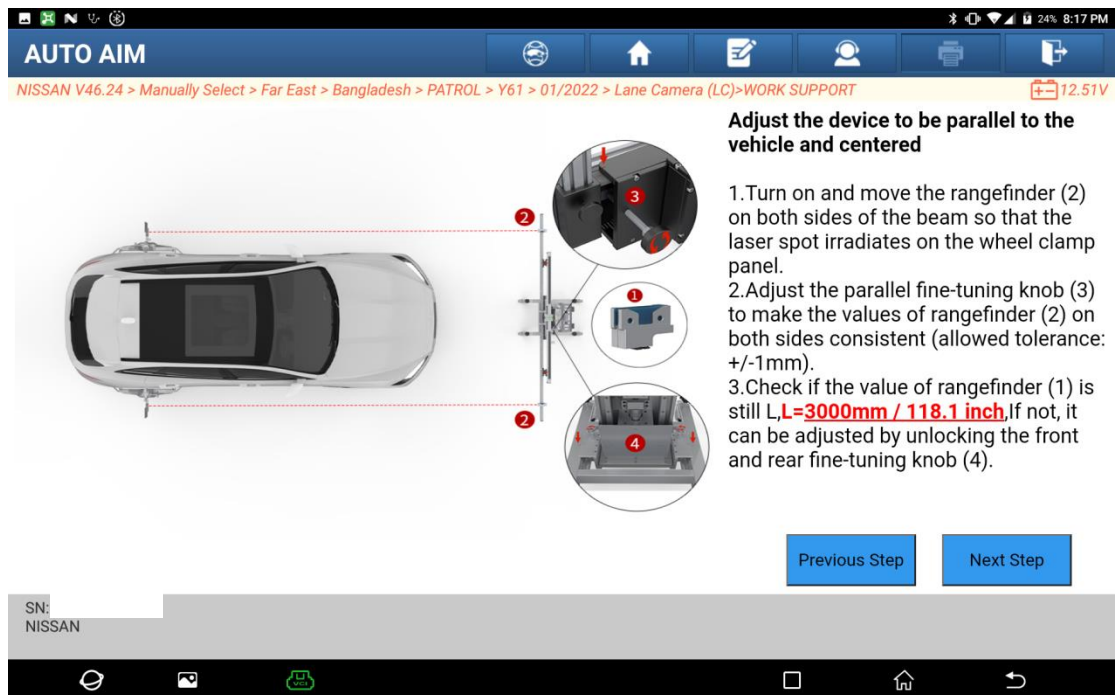 24% 8:17 PM
AUTO AIM
NISSAN V46.24 > Manually Select > Far East > Bangladesh > PATROL > Y61 > 01/2022 > Lane Camera (LC)>WORK SUPPORT
12.51V
Adjust the device to be parallel to the
vehicle and centered
1.Turn on and move the rangefinder (2)
on both sides of the beam so that the
laser spot irradiates on the wheel clamp
panel.
2.Adjust the parallel fine-tuning knob (3)
to make the values of rangefinder (2) on
both sides consistent (allowed tolerance:
+/-1mm).
3.Check if the value of rangefinder (1) is
still L,L=3000mm / 118.1 inch,If not, it
can be adjusted by unlocking the front
and rear fine-tuning knob (4).
3
2
1
4
2
Previous Step
Next Step
SN:
NISSAN
VCI